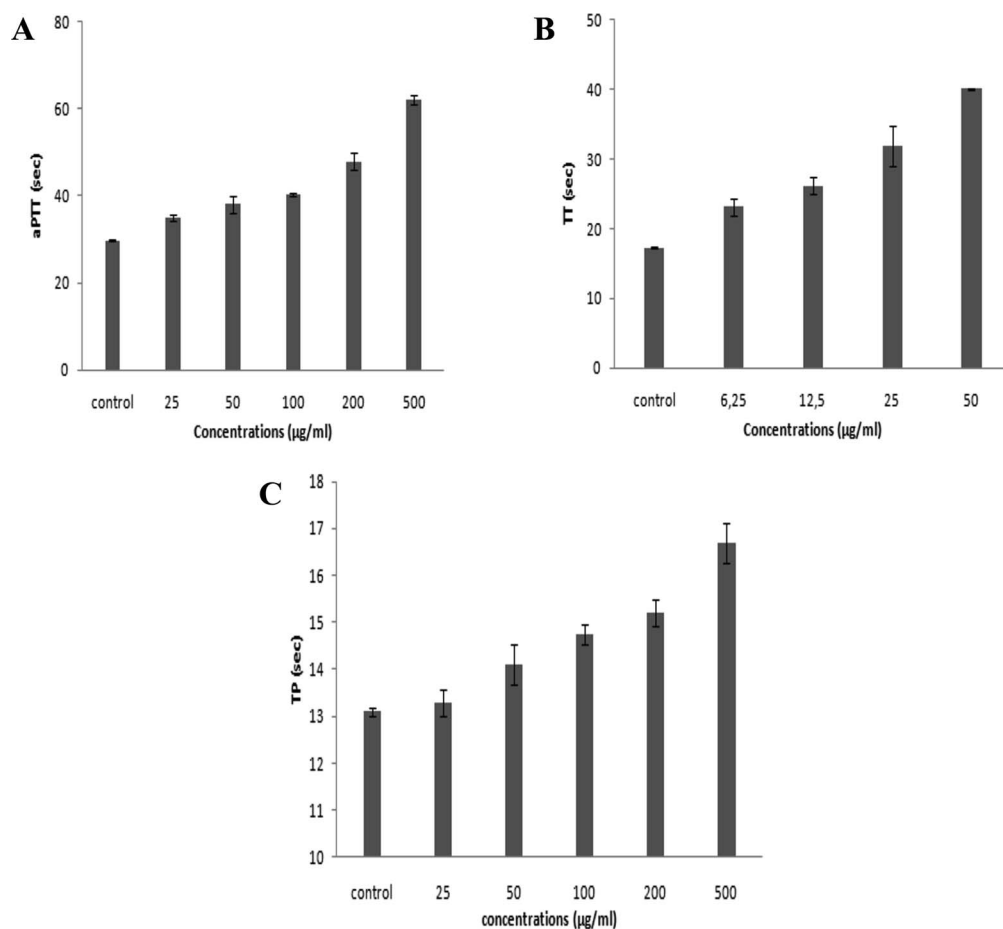 A
80
60
40
20
0
aPTT (sec)
control 25 50 100 200 500
Concentrations (µg/ml)
B
50
40
30
20
10
0
TT (sec)
control 6,25 12,5 25 50
Concentrations (µg/ml)
C
18
17
16
15
14
13
12
11
10
TP (sec)
control 25 50 100 200 500
concentrations (µg/ml)